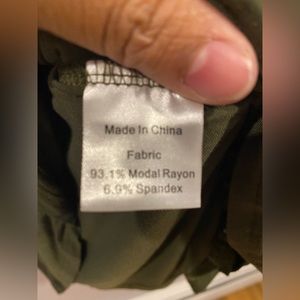 Made In China
Fabric
93.1% Modal Rayon
6.9% Spandex